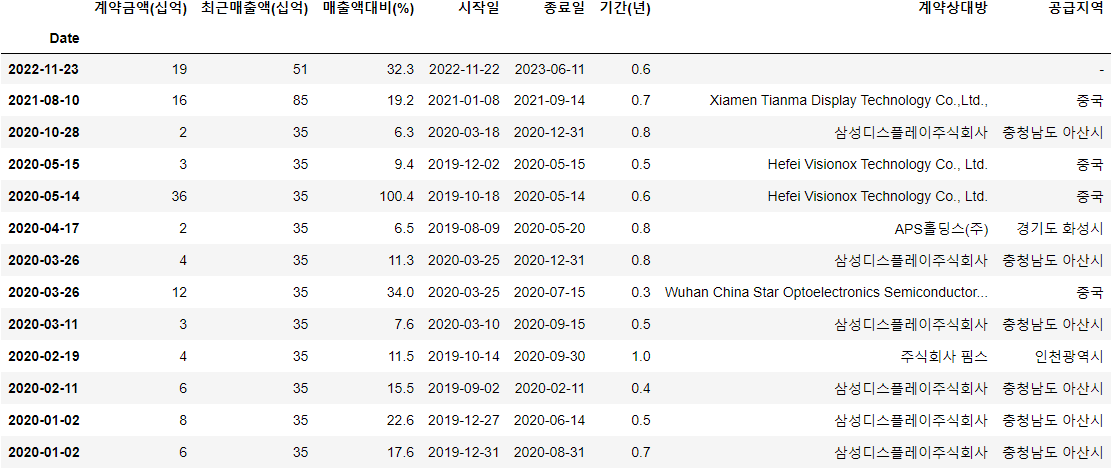 계약금액(십억) 최근매출액(십억) 매출액대비(%) 시작일 종료일 기간(년) 계약상대방 공급지역
Date
2022-11-23 19 51 32.3 2022-11-22 2023-06-11 0.6 -
2021-08-10 16 85 19.2 2021-01-08 2021-09-14 0.7 Xiamen Tianma Display Technology Co.,Ltd., 중국
2020-10-28 2 35 6.3 2020-03-18 2020-12-31 0.8 삼성디스플레이주식회사 충청남도 아산시
2020-05-15 3 35 9.4 2019-12-02 2020-05-15 0.5 Hefei Visionox Technology Co., Ltd. 중국
2020-05-14 36 35 100.4 2019-10-18 2020-05-14 0.6 Hefei Visionox Technology Co., Ltd. 중국
2020-04-17 2 35 6.5 2019-08-09 2020-05-20 0.8 APS홀딩스(주) 경기도 화성시
2020-03-26 4 35 11.3 2020-03-25 2020-12-31 0.8 삼성디스플레이주식회사 충청남도 아산시
2020-03-26 12 35 34.0 2020-03-25 2020-07-15 0.3 Wuhan China Star Optoelectronics Semiconductor... 중국
2020-03-11 3 35 7.6 2020-03-10 2020-09-15 0.5 삼성디스플레이주식회사 충청남도 아산시
2020-02-19 4 35 11.5 2019-10-14 2020-09-30 1.0 주식회사 핌스 인천광역시
2020-02-11 6 35 15.5 2019-09-02 2020-02-11 0.4 삼성디스플레이주식회사 충청남도 아산시
2020-01-02 8 35 22.6 2019-12-27 2020-06-14 0.5 삼성디스플레이주식회사 충청남도 아산시
2020-01-02 6 35 17.6 2019-12-31 2020-08-31 0.7 삼성디스플레이주식회사 충청남도 아산시